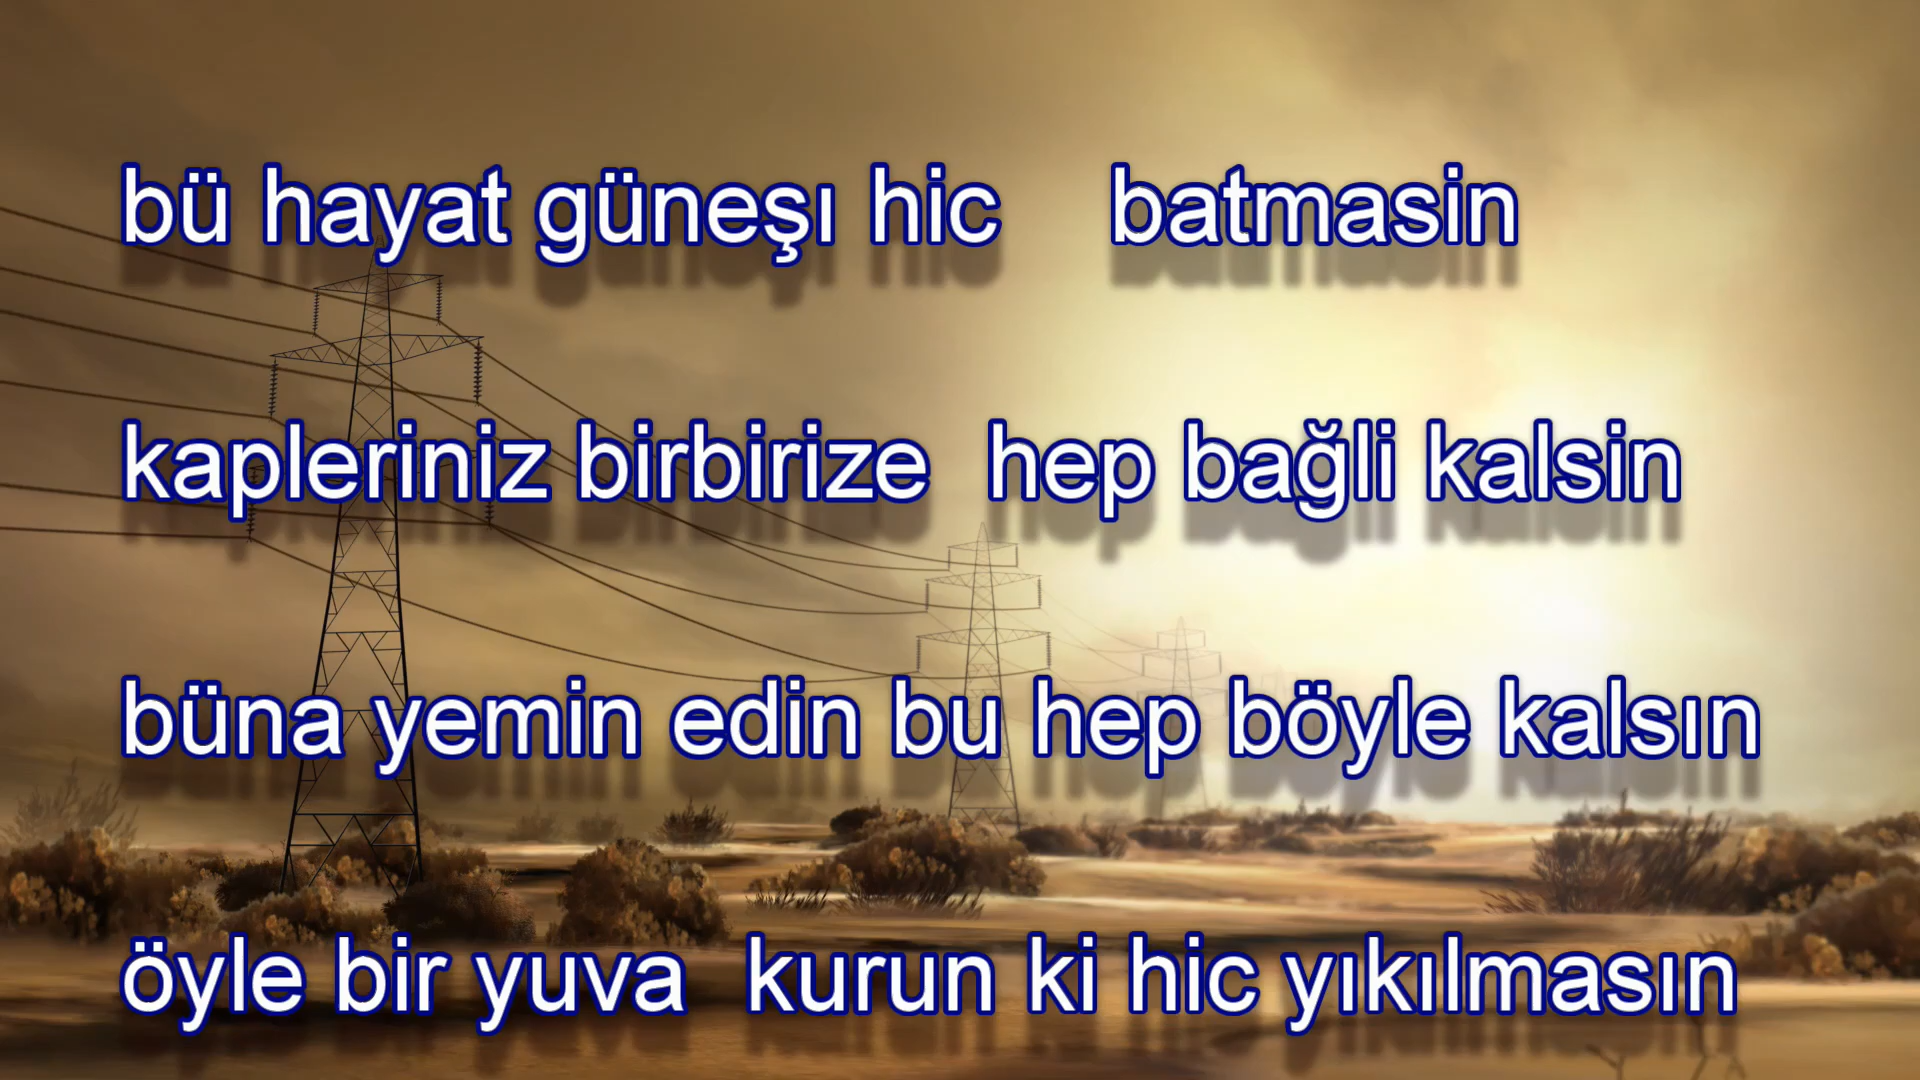 bü hayat güneşı hic batmasin
kapleriniz birbirize hep bağli kalsin
büna yemin edin bu hep böyle kalsın
öyle bir yuva kurun ki hic yıkılmasın